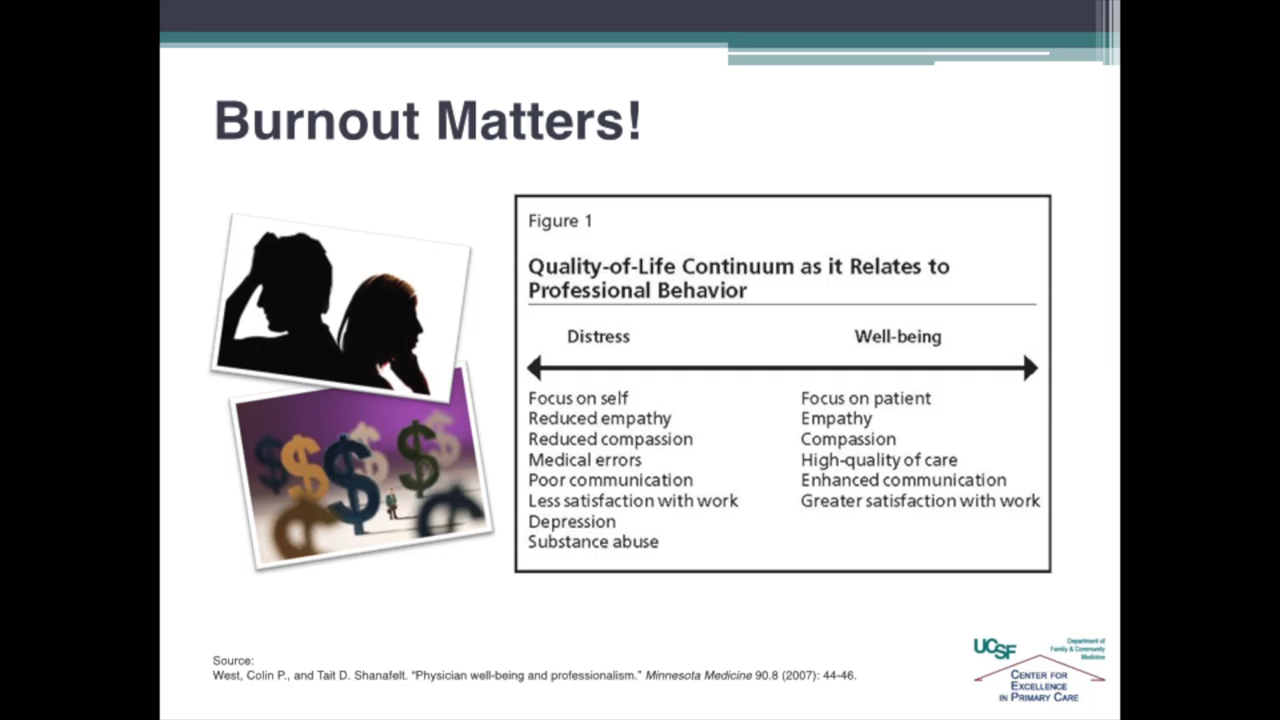 Burnout Matters!
Figure 1
Quality-of-Life Continuum as it Relates to
Professional Behavior
Distress Well-being
Focus on self Focus on patient
Reduced empathy Empathy
Reduced compassion Compassion
Medical errors High-quality of care
Poor communication Enhanced communication
Less satisfaction with work Greater satisfaction with work
Depression
Substance abuse
Source:
West, Colin P., and Tait D. Shanafelt. "Physician well-being and professionalism." Minnesota Medicine 90.8 (2007): 44-46.
UCSF
Department of
Family & Community
Medicine
CENTER FOR
EXCELLENCE
IN PRIMARY CARE